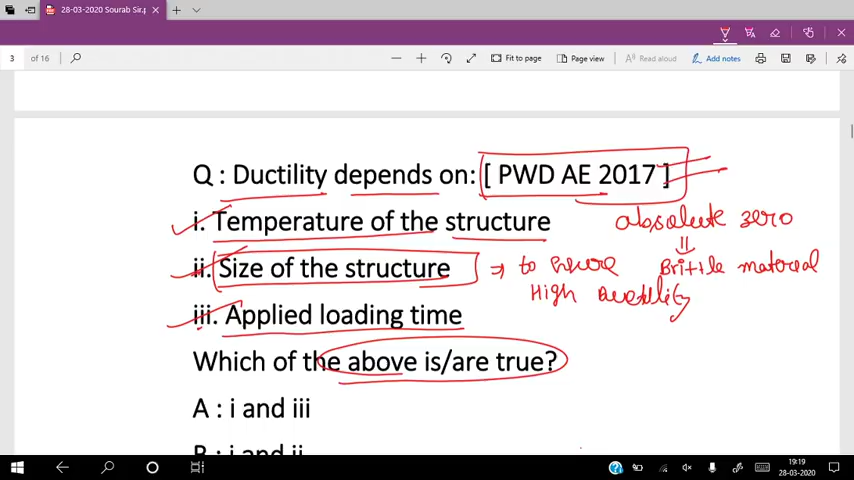 28-03-2020 Sourab Sir.p
3 of 16
Fit to page
Page view
Read aloud
Add notes
Q : Ductility depends on: [ PWD AE 2017 ]
i. Temperature of the structure
absolute zero
ii. Size of the structure
⇒ to
Brittle material
High
iii. Applied loading time
Which of the above is/are true?
A : i and iii
B : i and ii
19:19
28-03-2020